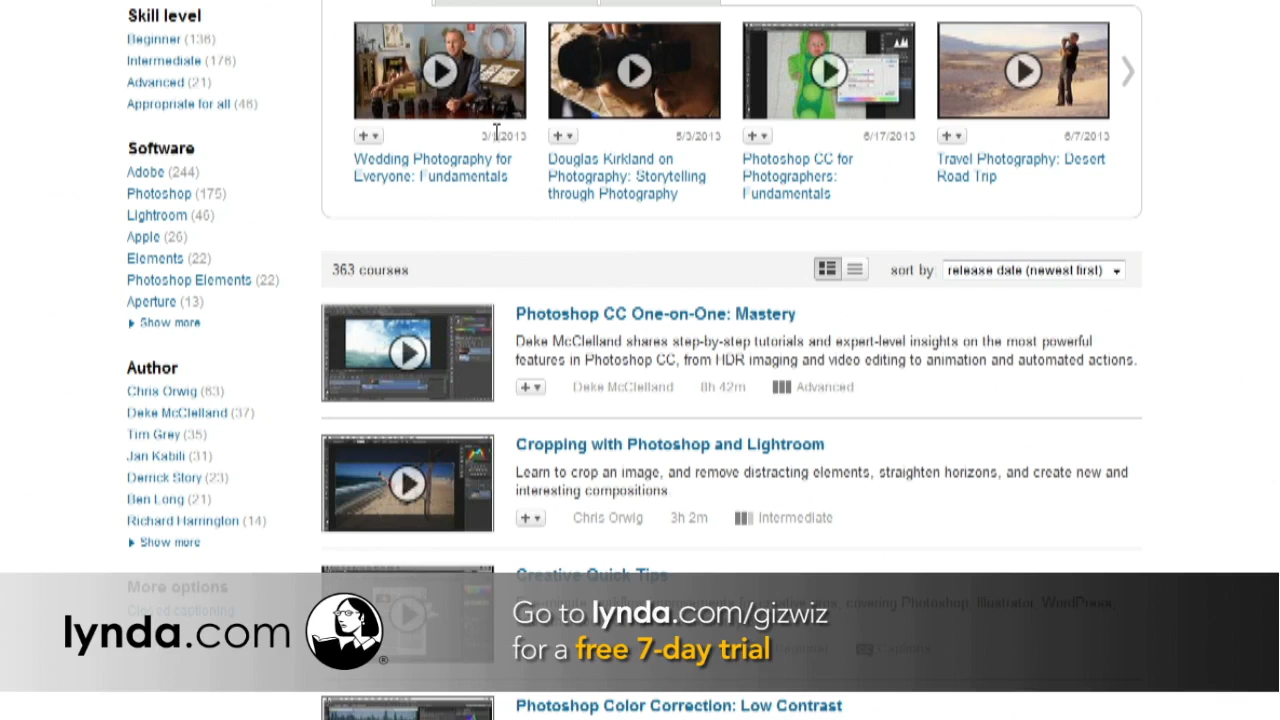 Skill level
Beginner (136)
Intermediate (176)
Advanced (21)
Appropriate for all (46)
Software
Adobe (244)
Photoshop (175)
Lightroom (46)
Apple (26)
Elements (22)
Photoshop Elements (22)
Aperture (13)
Show more
Author
Chris Orwig (63)
Deke McClelland (37)
Tim Grey (35)
Jan Kabili (31)
Derrick Story (23)
Ben Long (21)
Richard Harrington (14)
Show more
More options
Closed captioning
2013
Wedding Photography for
Everyone: Fundamentals
5/3/2013
Douglas Kirkland on
Photography: Storytelling
through Photography
6/17/2013
Photoshop CC for
Photographers:
Fundamentals
6/7/2013
Travel Photography: Desert
Road Trip
363 courses
sort by: release date (newest first)
Photoshop CC One-on-One: Mastery
Deke McClelland shares step-by-step tutorials and expert-level insights on the most powerful
features in Photoshop CC, from HDR imaging and video editing to animation and automated actions.
Deke McClelland 8h 42m Advanced
Cropping with Photoshop and Lightroom
Learn to crop an image, and remove distracting elements, straighten horizons, and create new and
interesting compositions
Chris Orwig 3h 2m Intermediate
Creative Quick Tips
covering Photoshop, Illustrator, WordPress,
Captions
lynda.com ®
Go to lynda.com/gizwiz
for a free 7-day trial
Photoshop Color Correction: Low Contrast